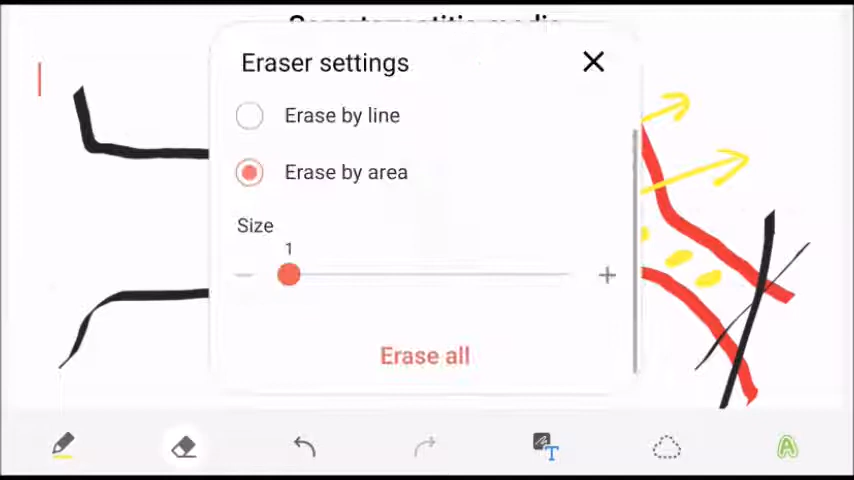 Eraser settings
Erase by line
Erase by area
Size
1
Erase all
T
A